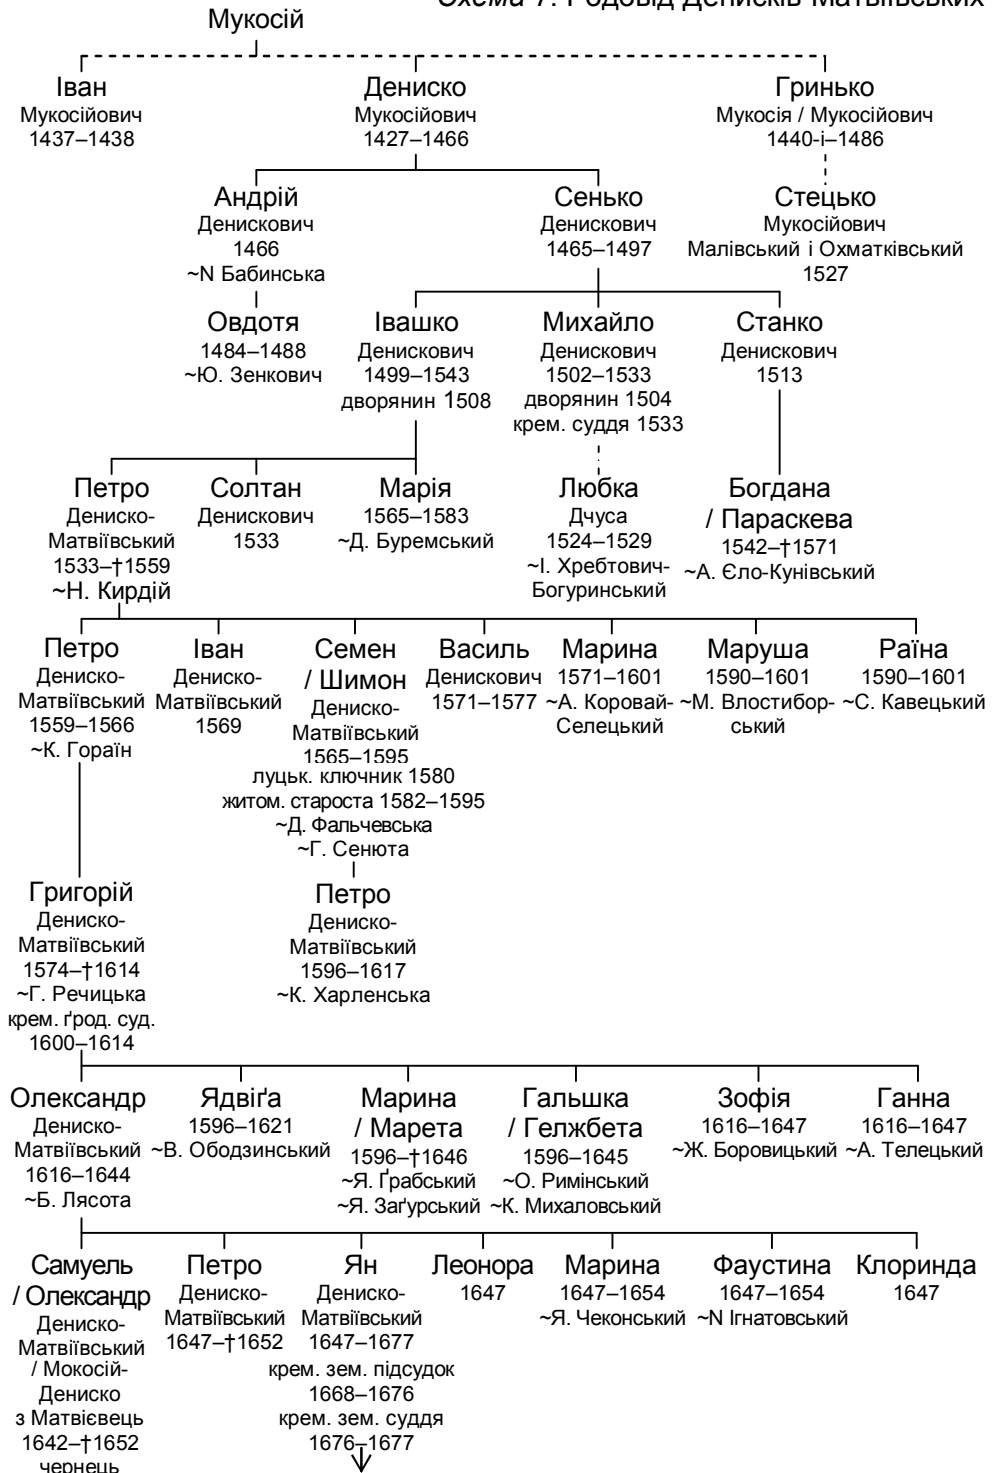 Схема 7. Родовід Денисків-Матвіївських
Мукосій
Іван
Мукосійович
1437–1438
Дениско
Мукосійович
1427–1466
Гринько
Мукосія / Мукосійович
1440-і–1486
Андрій
Денискович
1466
~N Бабинська
Сенько
Денискович
1465–1497
Стецько
Мукосійович
Малівський і Охматківський
1527
Овдотя
1484–1488
~Ю. Зенкович
Івашко
Денискович
1499–1543
дворянин 1508
Михайло
Денискович
1502–1533
дворянин 1504
крем. суддя 1533
Станко
Денискович
1513
Петро
Дениско-
Матвіївський
1533–†1559
~Н. Кирдій
Солтан
Денискович
1533
Марія
1565–1583
~Д. Буремський
Любка
Дчуса
1524–1529
~І. Хребтович-
Богуринський
Богдана
/ Параскева
1542–†1571
~А. Єло-Кунівський
Петро
Дениско-
Матвіївський
1559–1566
~К. Гораїн
Іван
Дениско-
Матвіївський
1569
Семен
/ Шимон
Дениско-
Матвіївський
1565–1595
луцьк. ключник 1580
житом. староста 1582–1595
~Д. Фальчевська
~Г. Сенюта
Василь
Денискович
1571–1577
Марина
1571–1601
~А. Коровай-
Селецький
Маруша
1590–1601
~М. Влостибор-
ський
Раїна
1590–1601
~С. Кавецький
Григорій
Дениско-
Матвіївський
1574–†1614
~Г. Речицька
крем. ґрод. суд.
1600–1614
Петро
Дениско-
Матвіївський
1596–1617
~К. Харленська
Олександр
Дениско-
Матвіївський
1616–1644
~Б. Лясота
Ядвіґа
1596–1621
~В. Ободзинський
Марина
/ Марета
1596–†1646
~Я. Ґрабський
~Я. Заґурський
Гальшка
/ Гелжбета
1596–1645
~О. Римінський
~К. Михаловський
Зофія
1616–1647
~Ж. Боровицький
Ганна
1616–1647
~А. Телецький
Самуель
/ Олександр
Дениско-
Матвіївський
/ Мокосій-
Дениско
з Матвієвець
1642–†1652
чернець
Петро
Дениско-
Матвіївський
1647–†1652
Ян
Дениско-
Матвіївський
1647–1677
крем. зем. підсудок
1668–1676
крем. зем. суддя
1676–1677
Леонора
1647
Марина
1647–1654
~Я. Чеконський
Фаустина
1647–1654
~N Ігнатовський
Клоринда
1647